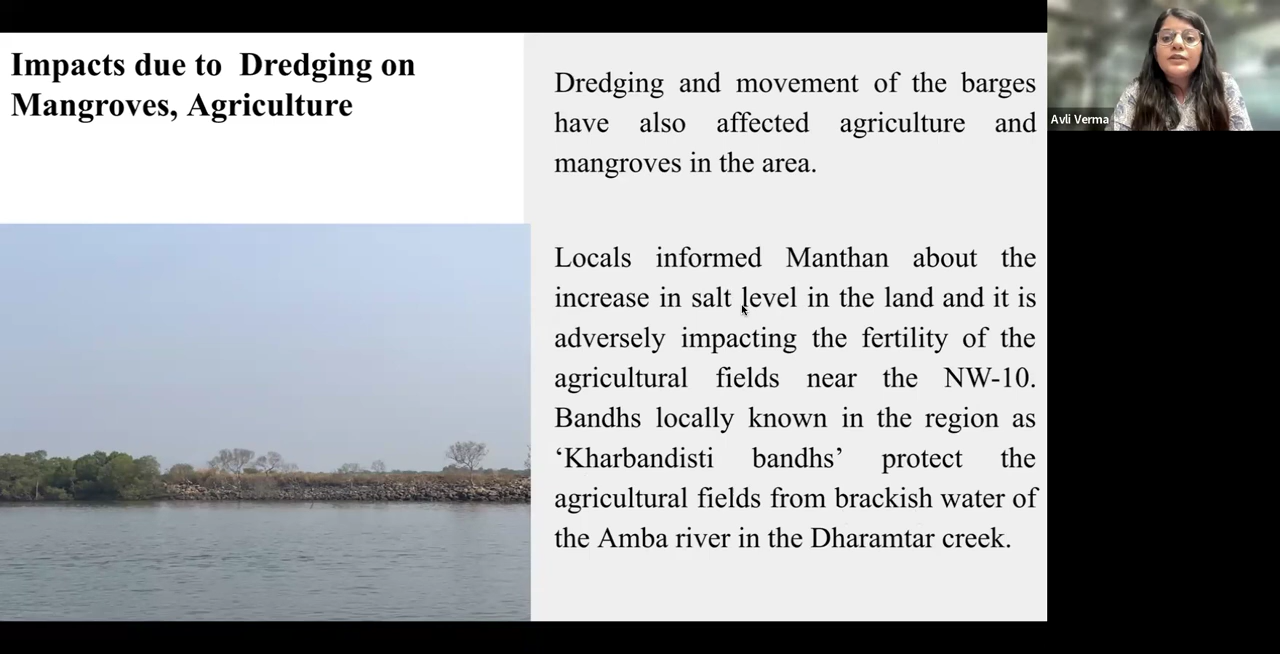 Impacts due to  Dredging on
Mangroves, Agriculture
Dredging and movement of the barges
have also affected agriculture and
mangroves in the area.
Locals informed Manthan about the
increase in salt level in the land and it is
adversely impacting the fertility of the
agricultural fields near the NW-10.
Bandhs locally known in the region as
‘Kharbandisti bandhs’ protect the
agricultural fields from brackish water of
the Amba river in the Dharamtar creek.
Avli Verma